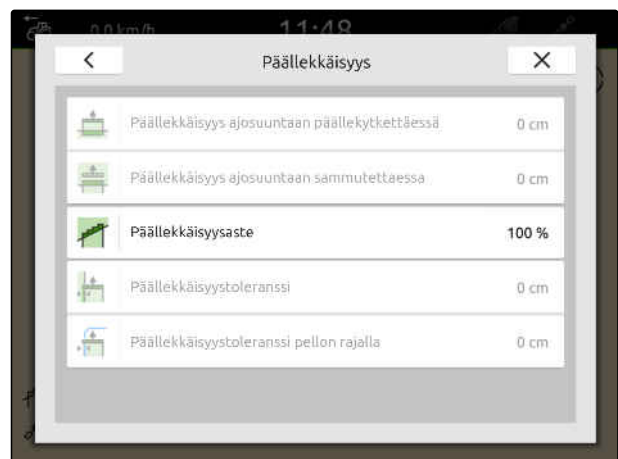 0.0 km/h 11:48
Päällekkäisyys
Päällekkäisyys ajosuuntaan päällekytkettäessä 0 cm
Päällekkäisyys ajosuuntaan sammutettaessa 0 cm
Päällekkäisyysaste 100 %
Päällekkäisyystoleranssi 0 cm
Päällekkäisyystoleranssi pellon rajalla 0 cm